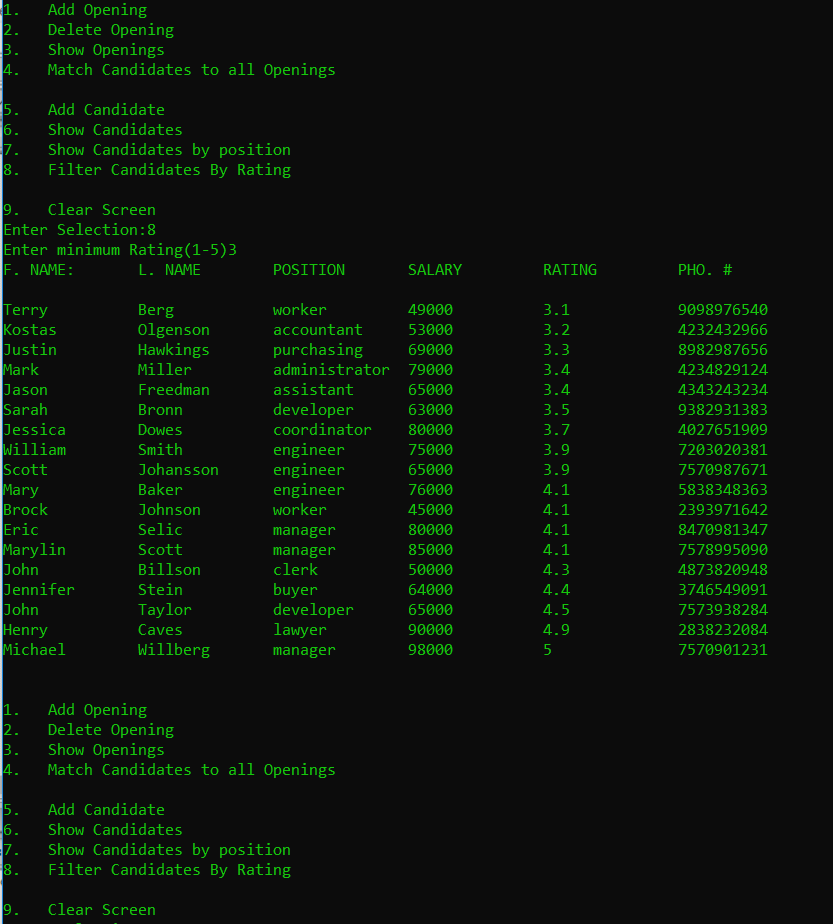 1.   Add Opening
2.   Delete Opening
3.   Show Openings
4.   Match Candidates to all Openings
5.   Add Candidate
6.   Show Candidates
7.   Show Candidates by position
8.   Filter Candidates By Rating
9.   Clear Screen
Enter Selection:8
Enter minimum Rating(1-5)3
F. NAME:       L. NAME        POSITION       SALARY         RATING         PHO. #
Terry          Berg           worker         49000          3.1            9098976540
Kostas         Olgenson       accountant     53000          3.2            4232432966
Justin         Hawkings       purchasing     69000          3.3            8982987656
Mark           Miller         administrator  79000          3.4            4234829124
Jason          Freedman       assistant      65000          3.4            4343243234
Sarah          Bronn          developer      63000          3.5            9382931383
Jessica        Dowes          coordinator    80000          3.7            4027651909
William        Smith          engineer       75000          3.9            7203020381
Scott          Johansson      engineer       65000          3.9            7570987671
Mary           Baker          engineer       76000          4.1            5838348363
Brock          Johnson        worker         45000          4.1            2393971642
Eric           Selic          manager        80000          4.1            8470981347
Marylin        Scott          manager        85000          4.1            7578995090
John           Billson        clerk          50000          4.3            4873820948
Jennifer       Stein          buyer          64000          4.4            3746549091
John           Taylor         developer      65000          4.5            7573938284
Henry          Caves          lawyer         90000          4.9            2838232084
Michael        Willberg       manager        98000          5              7570901231
1.   Add Opening
2.   Delete Opening
3.   Show Openings
4.   Match Candidates to all Openings
5.   Add Candidate
6.   Show Candidates
7.   Show Candidates by position
8.   Filter Candidates By Rating
9.   Clear Screen